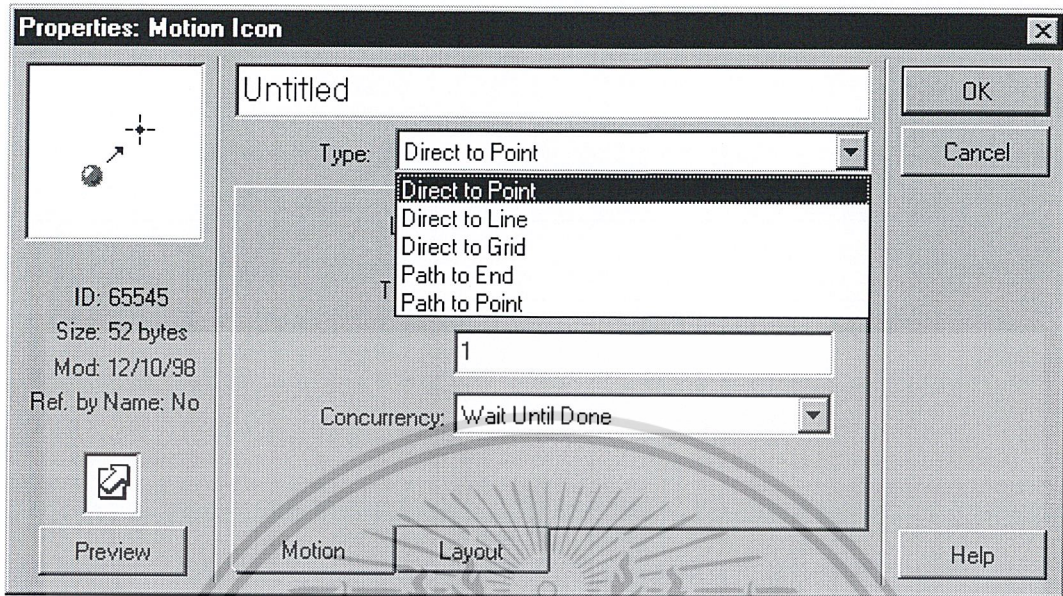 Properties: Motion Icon
Untitled
OK
Type: Direct to Point
Cancel
Direct to Point
Direct to Line
Direct to Grid
Path to End
Path to Point
ID: 65545
Size: 52 bytes
Mod: 12/10/98
Ref. by Name: No
1
Concurrency: Wait Until Done
Preview
Motion
Layout
Help